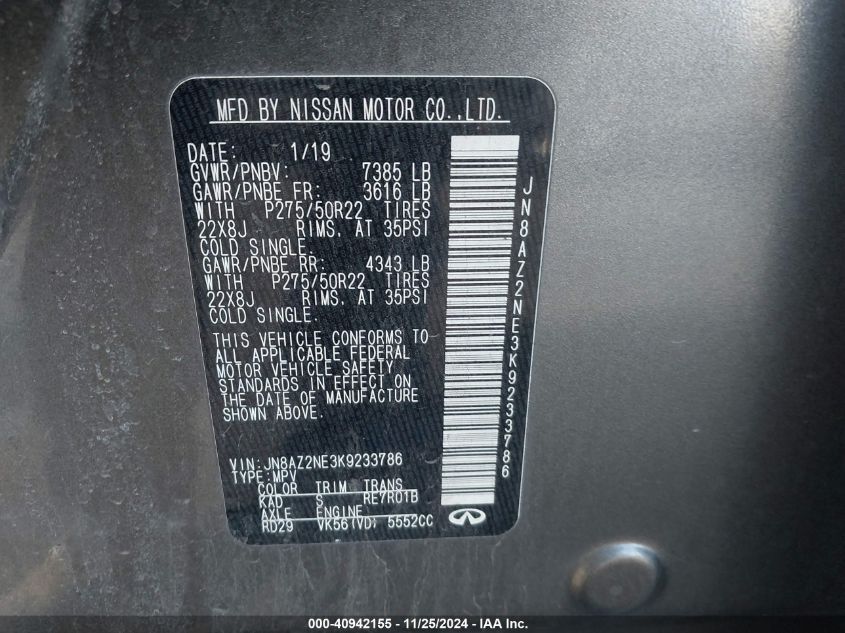 MFD BY NISSAN MOTOR CO.,LTD.
DATE: 1/19
GVWR/PNBV: 7385 LB
GAWR/PNBE FR: 3616 LB
WITH P275/50R22 TIRES
22X8J RIMS, AT 35PSI
COLD SINGLE.
GAWR/PNBE RR: 4343 LB
WITH P275/50R22 TIRES
22X8J RIMS, AT 35PSI
COLD SINGLE.
THIS VEHICLE CONFORMS TO
ALL APPLICABLE FEDERAL
MOTOR VEHICLE SAFETY
STANDARDS IN EFFECT ON
THE DATE OF MANUFACTURE
SHOWN ABOVE.
VIN:JN8AZ2NE3K9233786
TYPE:MPV
COLOR TRIM TRANS
KAD S RE7R01B
AXLE ENGINE
RD29 VK56(VD) 5552CC
JN8AZ2NE3K9233786
000-40942155 - 11/25/2024 - IAA Inc.